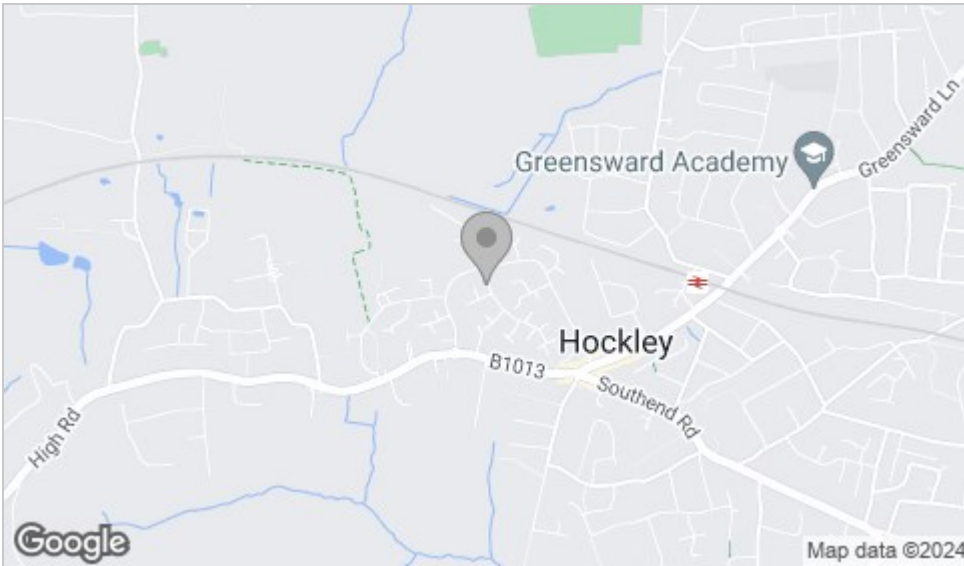 Greensward Academy
Greensward Ln
Hockley
B1013
Southend Rd
High Rd
Google
Map data ©2024